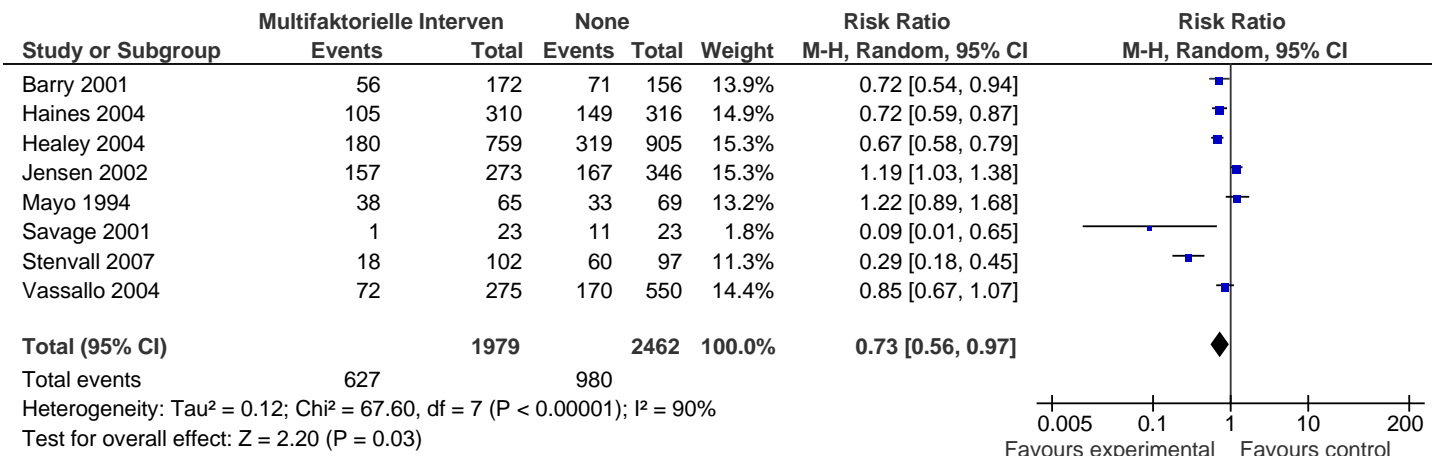 Multifaktorielle Interven None Risk Ratio Risk Ratio
Study or Subgroup Events Total Events Total Weight M-H, Random, 95% CI M-H, Random, 95% CI
Barry 2001 56 172 71 156 13.9% 0.72 [0.54, 0.94]
Haines 2004 105 310 149 316 14.9% 0.72 [0.59, 0.87]
Healey 2004 180 759 319 905 15.3% 0.67 [0.58, 0.79]
Jensen 2002 157 273 167 346 15.3% 1.19 [1.03, 1.38]
Mayo 1994 38 65 33 69 13.2% 1.22 [0.89, 1.68]
Savage 2001 1 23 11 23 1.8% 0.09 [0.01, 0.65]
Stenvall 2007 18 102 60 97 11.3% 0.29 [0.18, 0.45]
Vassallo 2004 72 275 170 550 14.4% 0.85 [0.67, 1.07]
Total (95% CI) 1979 2462 100.0% 0.73 [0.56, 0.97]
Total events 627 980
Heterogeneity: Tau² = 0.12; Chi² = 67.60, df = 7 (P < 0.00001); I² = 90%
Test for overall effect: Z = 2.20 (P = 0.03)
0.005 0.1 1 10 200
Favours experimental Favours control